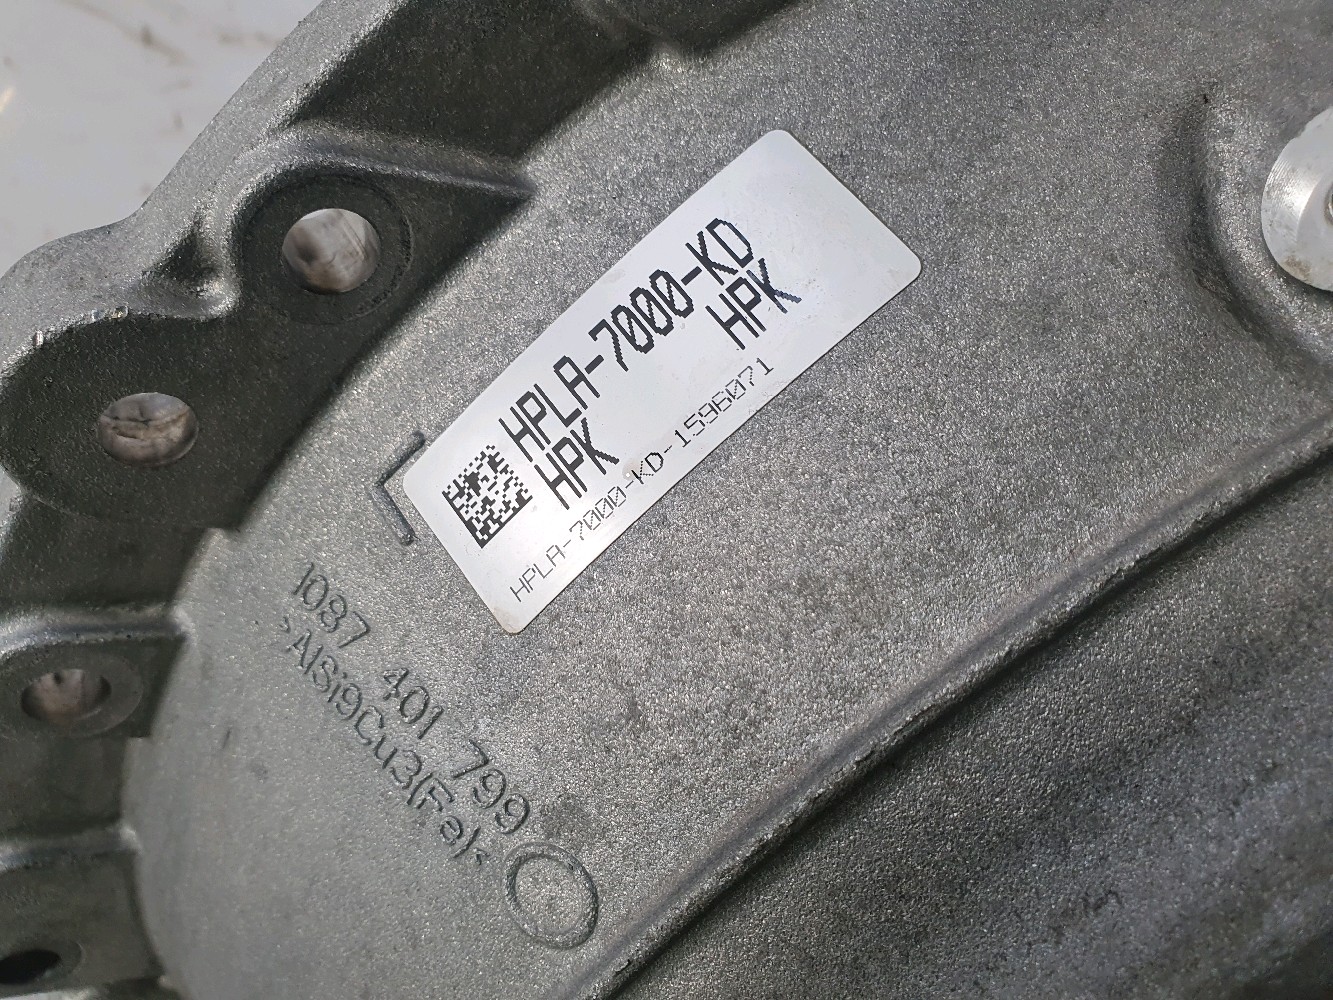 HPLA-7000-KD
HPK HPK
HPLA-7000-KD-1596071
1087 401 799
>AlSi9Cu3(Fe)<